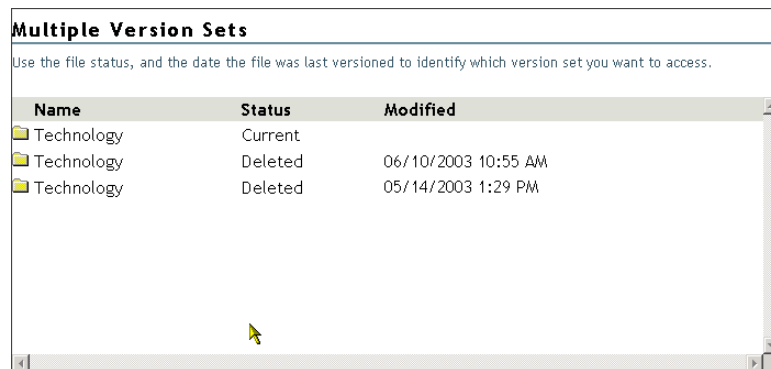 Multiple Version Sets
Use the file status, and the date the file was last versioned to identify which version set you want to access.
Name Status Modified
Technology Current
Technology Deleted 06/10/2003 10:55 AM
Technology Deleted 05/14/2003 1:29 PM